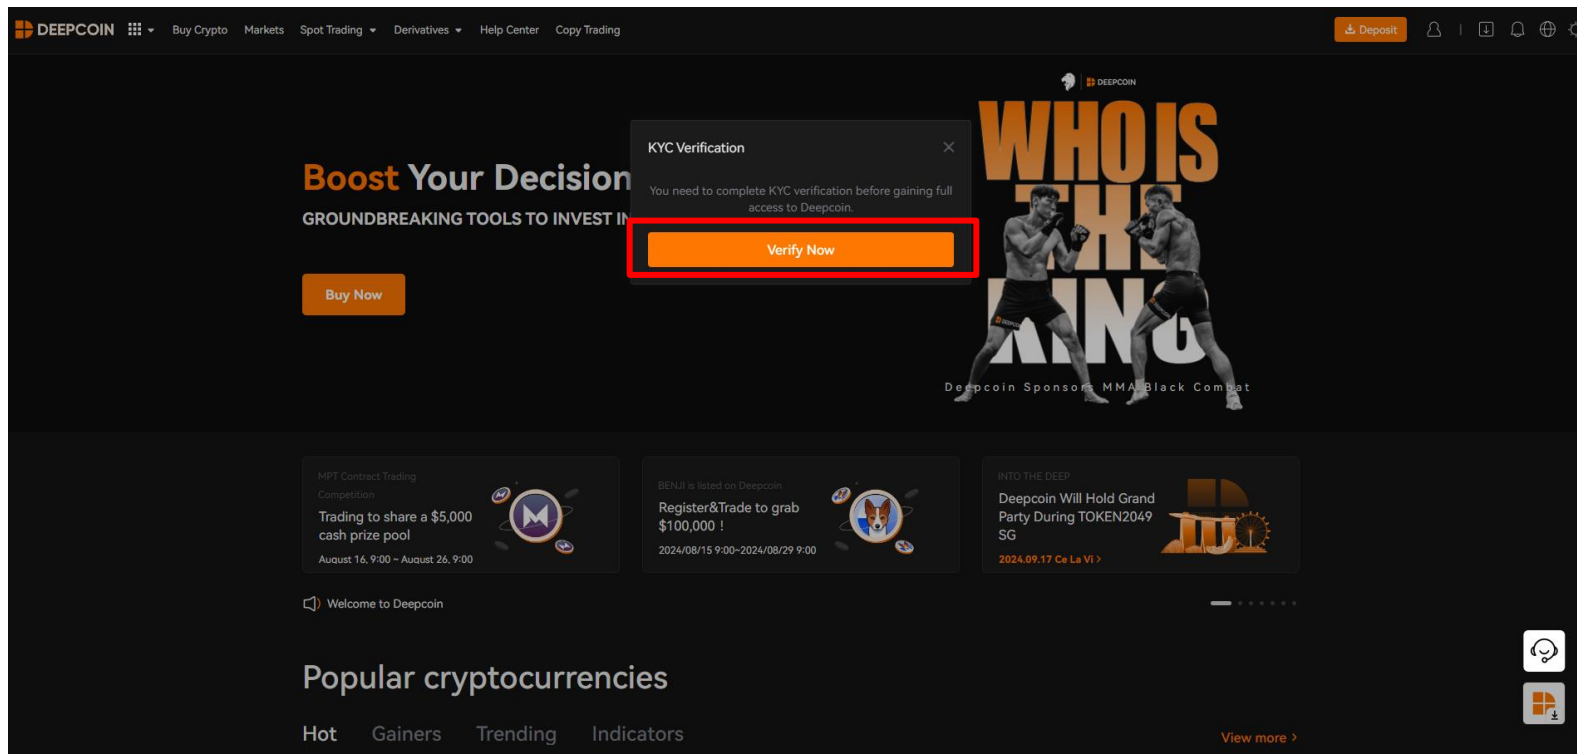 DEEPCOIN Buy Crypto Markets Spot Trading Derivatives Help Center Copy Trading Deposit
DEEPCOIN
WHO IS
THE
KING
Deepcoin Sponsors MMA Black Combat
Boost Your Decision
GROUNDBREAKING TOOLS TO INVEST IN
Buy Now
KYC Verification
You need to complete KYC verification before gaining full
access to Deepcoin.
Verify Now
MPT Contract Trading
Competition
Trading to share a $5,000
cash prize pool
August 16, 9:00 ~ August 26, 9:00
BENJI is listed on Deepcoin
Register&Trade to grab
$100,000 !
2024/08/15 9:00~2024/08/29 9:00
INTO THE DEEP
Deepcoin Will Hold Grand
Party During TOKEN2049
SG
2024.09.17 Ce La Vi >
Welcome to Deepcoin
Popular cryptocurrencies
Hot Gainers Trending Indicators
View more >